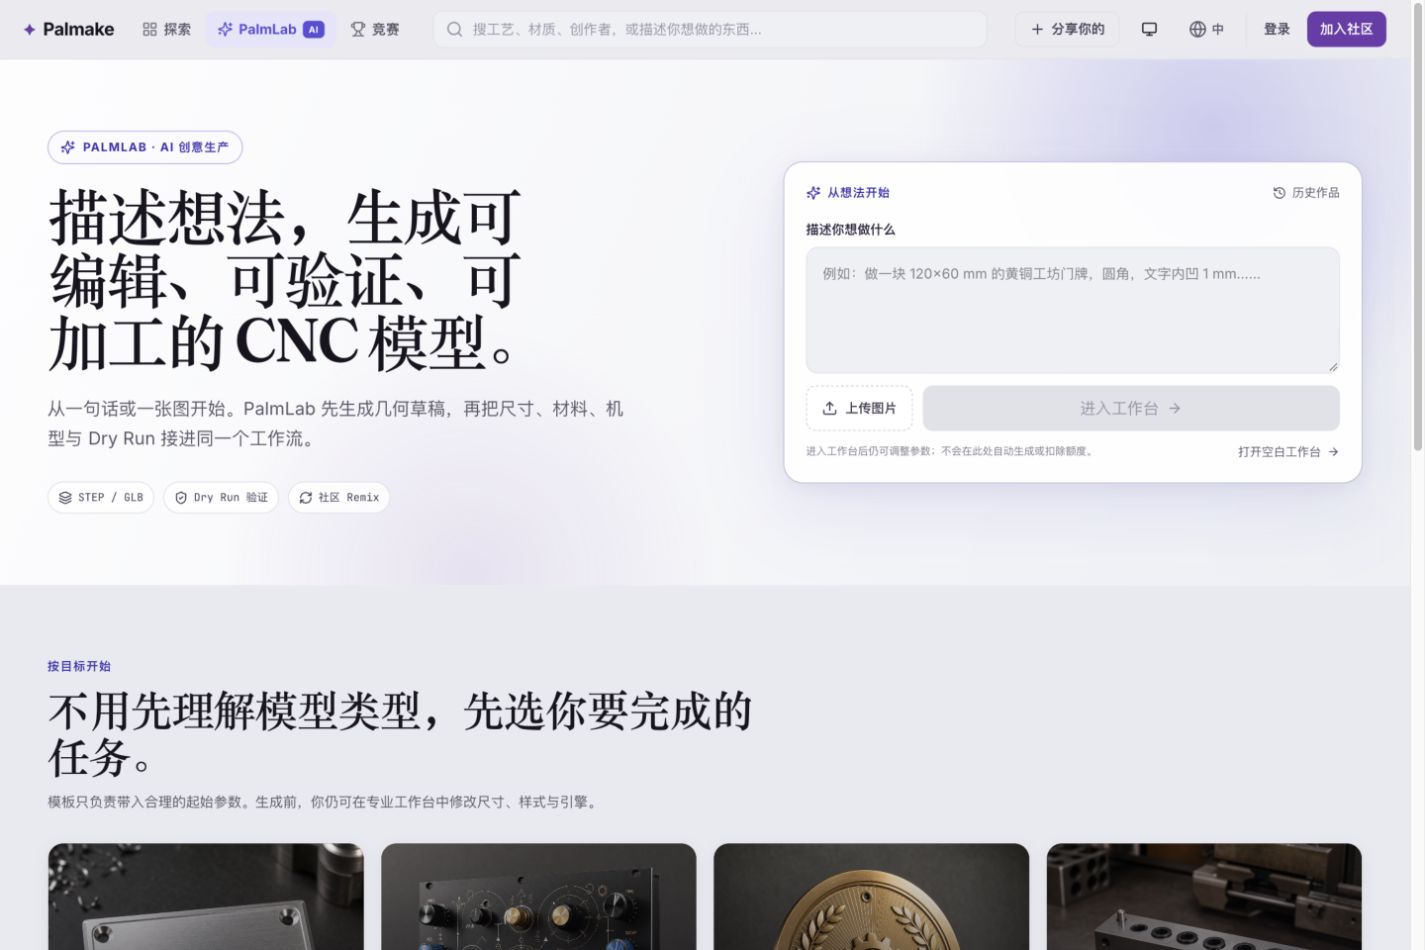 Palmake
探索
PalmLab AI
竞赛
搜工艺、材质、创作者，或描述你想做的东西...
分享你的
中
登录
加入社区
PALMLAB · AI 创意生产
描述想法，生成可
编辑、可验证、可
加工的 CNC 模型。
从一句话或一张图开始。PalmLab 先生成几何草稿，再把尺寸、材料、机
型与 Dry Run 接进同一个工作流。
STEP / GLB
Dry Run 验证
社区 Remix
从想法开始
历史作品
描述你想做什么
例如：做一块 120×60 mm 的黄铜工坊门牌，圆角，文字内凹 1 mm......
上传图片
进入工作台 →
进入工作台后仍可调整参数；不会在此处自动生成或扣除额度。
打开空白工作台 →
按目标开始
不用先理解模型类型，先选你要完成的
任务。
模板只负责带入合理的起始参数。生成前，你仍可在专业工作台中修改尺寸、样式与引擎。